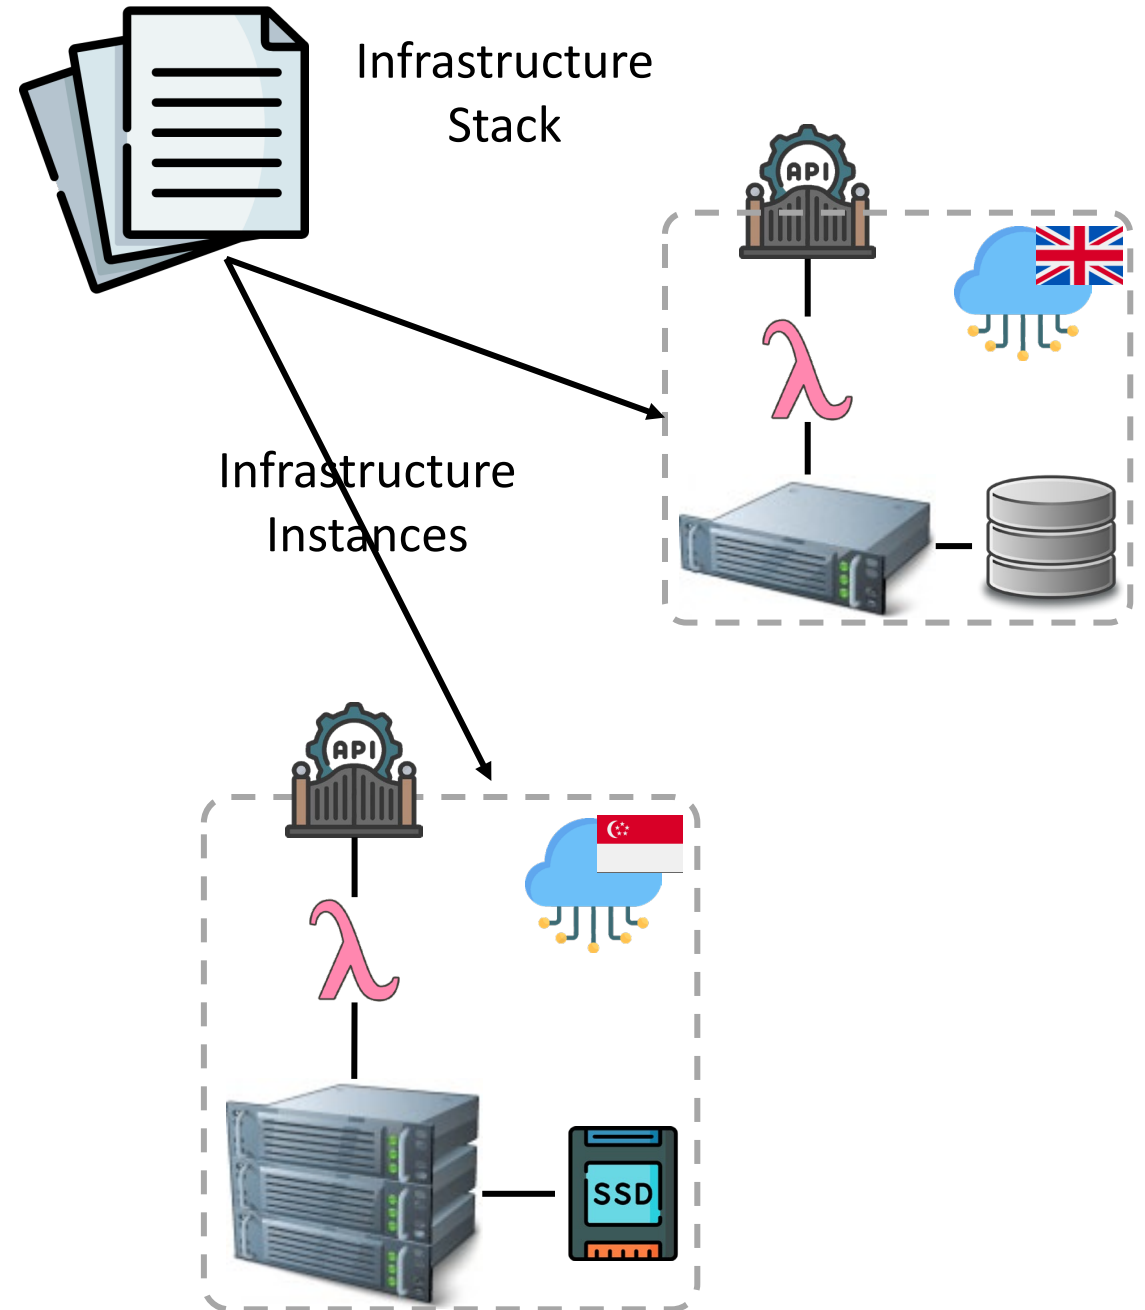 Infrastructure
Stack
API
λ
Infrastructure
Instances
API
λ
SSD